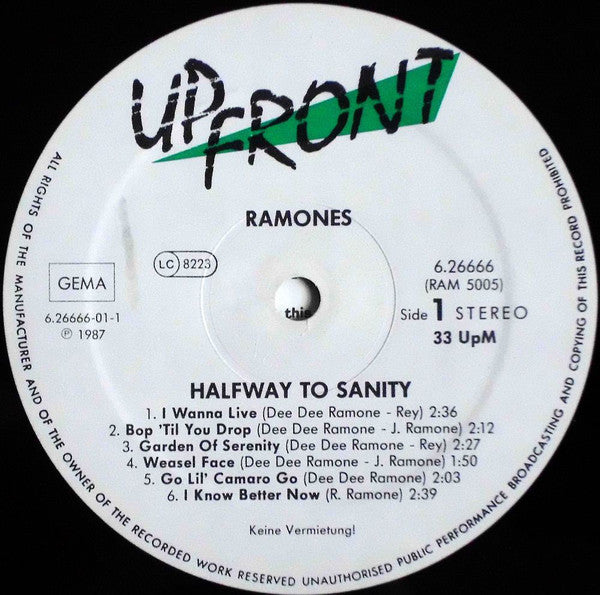 UP
FRONT
RAMONES
LC 8223
GEMA
6.26666-01-1
℗ 1987
this
6.26666
(RAM 5005)
Side 1 STEREO
33 UpM
HALFWAY TO SANITY
1. I Wanna Live (Dee Dee Ramone - Rey) 2:36
2. Bop 'Til You Drop (Dee Dee Ramone - J. Ramone) 2:12
3. Garden Of Serenity (Dee Dee Ramone - Rey) 2:27
4. Weasel Face (Dee Dee Ramone - J. Ramone) 1:50
5. Go Lil' Camaro Go (Dee Dee Ramone) 2:03
6. I Know Better Now (R. Ramone) 2:39
Keine Vermietung!
ALL RIGHTS OF THE MANUFACTURER AND OF THE OWNER OF THE RECORDED WORK RESERVED UNAUTHORISED PUBLIC PERFORMANCE BROADCASTING AND COPYING OF THIS RECORD PROHIBITED